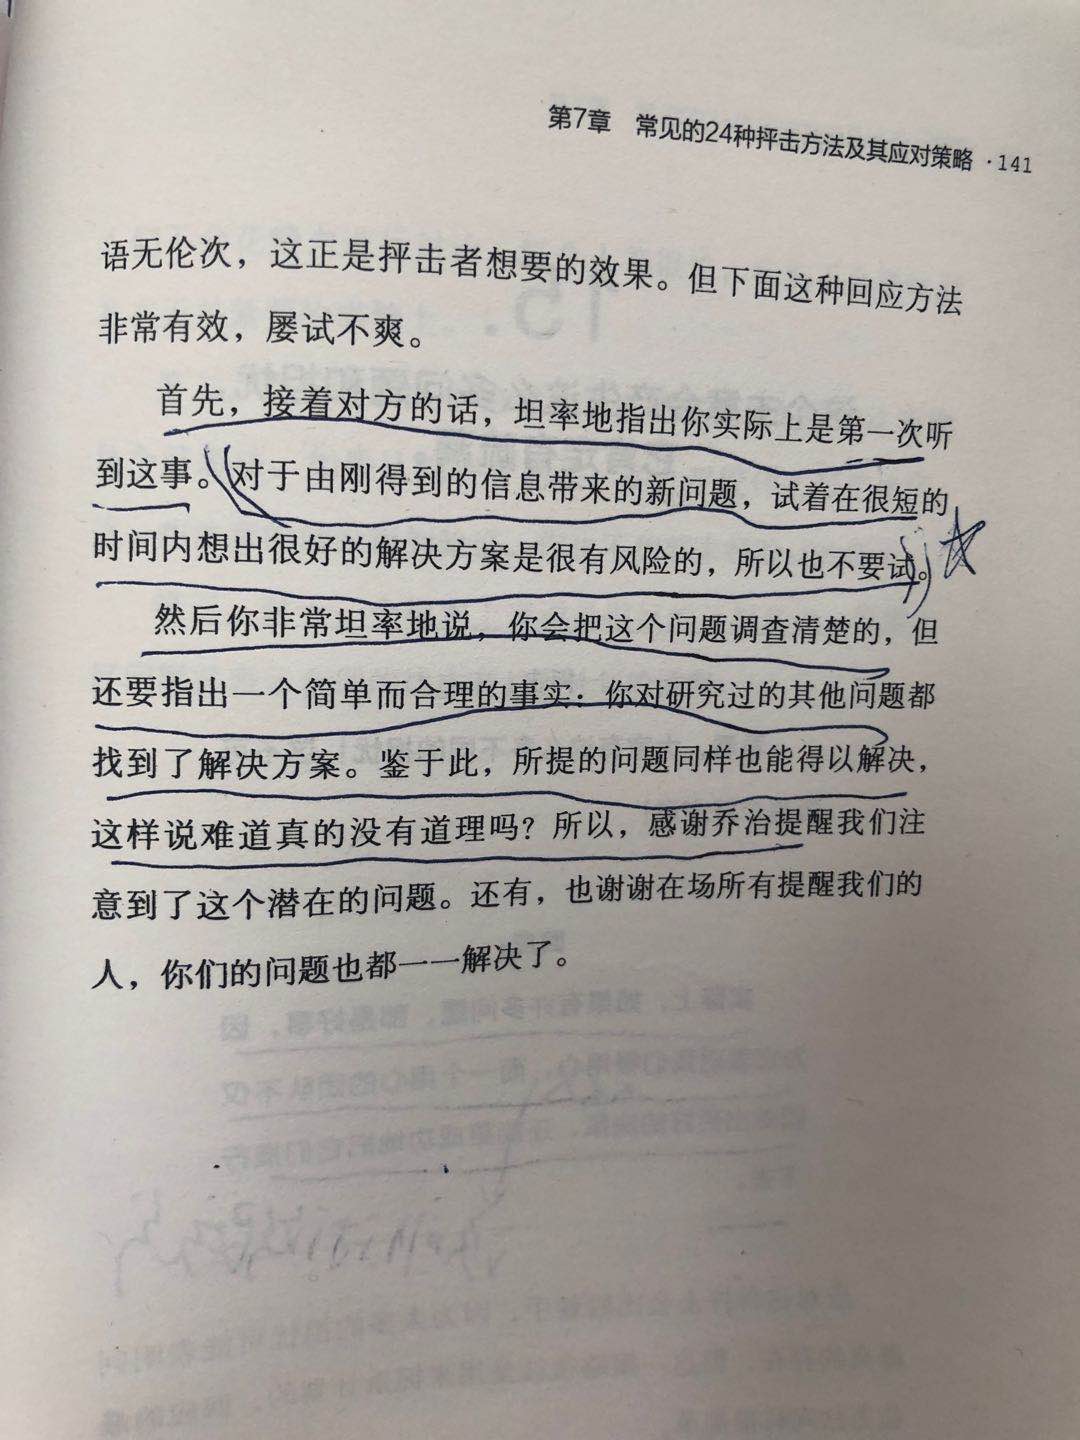 第7章 常见的24种抨击方法及其应对策略 ·141
语无伦次，这正是抨击者想要的效果。但下面这种回应方法
非常有效，屡试不爽。
首先，接着对方的话，坦率地指出你实际上是第一次听
到这事。对于由刚得到的信息带来的新问题，试着在很短的
时间内想出很好的解决方案是很有风险的，所以也不要试。
然后你非常坦率地说，你会把这个问题调查清楚的，但
还要指出一个简单而合理的事实：你对研究过的其他问题都
找到了解决方案。鉴于此，所提的问题同样也能得以解决，
这样说难道真的没有道理吗？所以，感谢乔治提醒我们注
意到了这个潜在的问题。还有，也谢谢在场所有提醒我们的
人，你们的问题也都一一解决了。